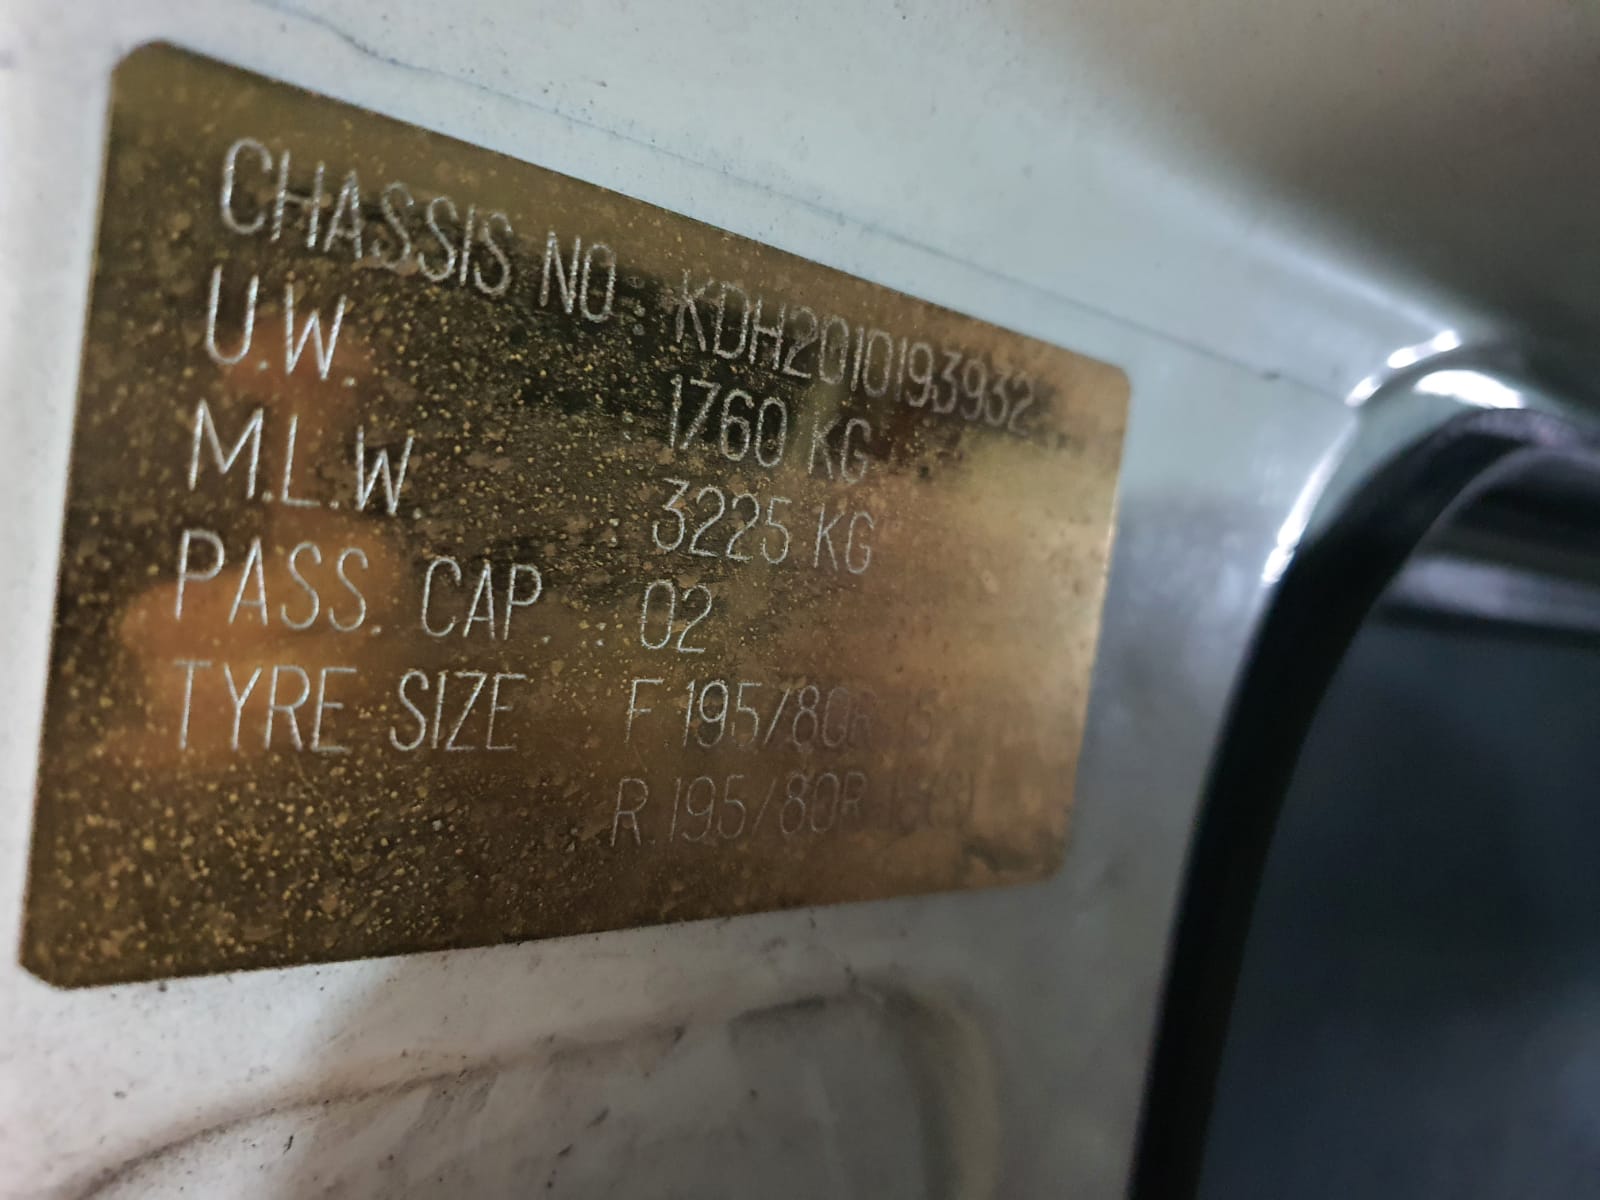 CHASSIS NO : KDH2010193932
U.W. : 1760 KG
M.L.W. : 3225 KG
PASS. CAP. : 02
TYRE SIZE F.195/80R
R.195/80R